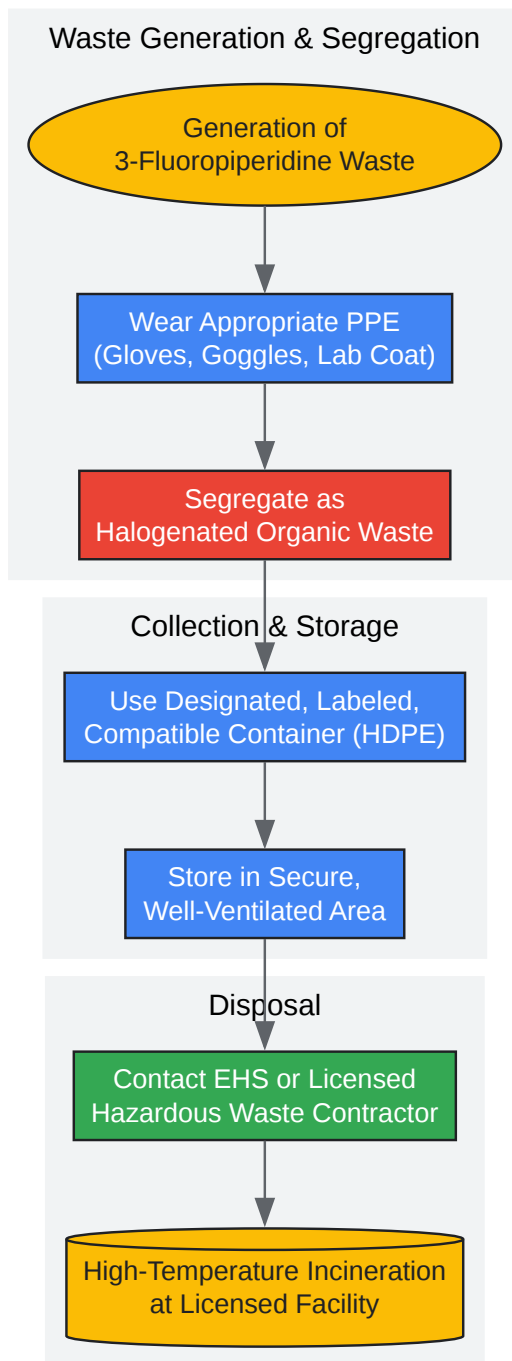 Waste Generation & Segregation
Generation of
3-Fluoropiperidine Waste
Wear Appropriate PPE
(Gloves, Goggles, Lab Coat)
Segregate as
Halogenated Organic Waste
Collection & Storage
Use Designated, Labeled,
Compatible Container (HDPE)
Store in Secure,
Well-Ventilated Area
Disposal
Contact EHS or Licensed
Hazardous Waste Contractor
High-Temperature Incineration
at Licensed Facility